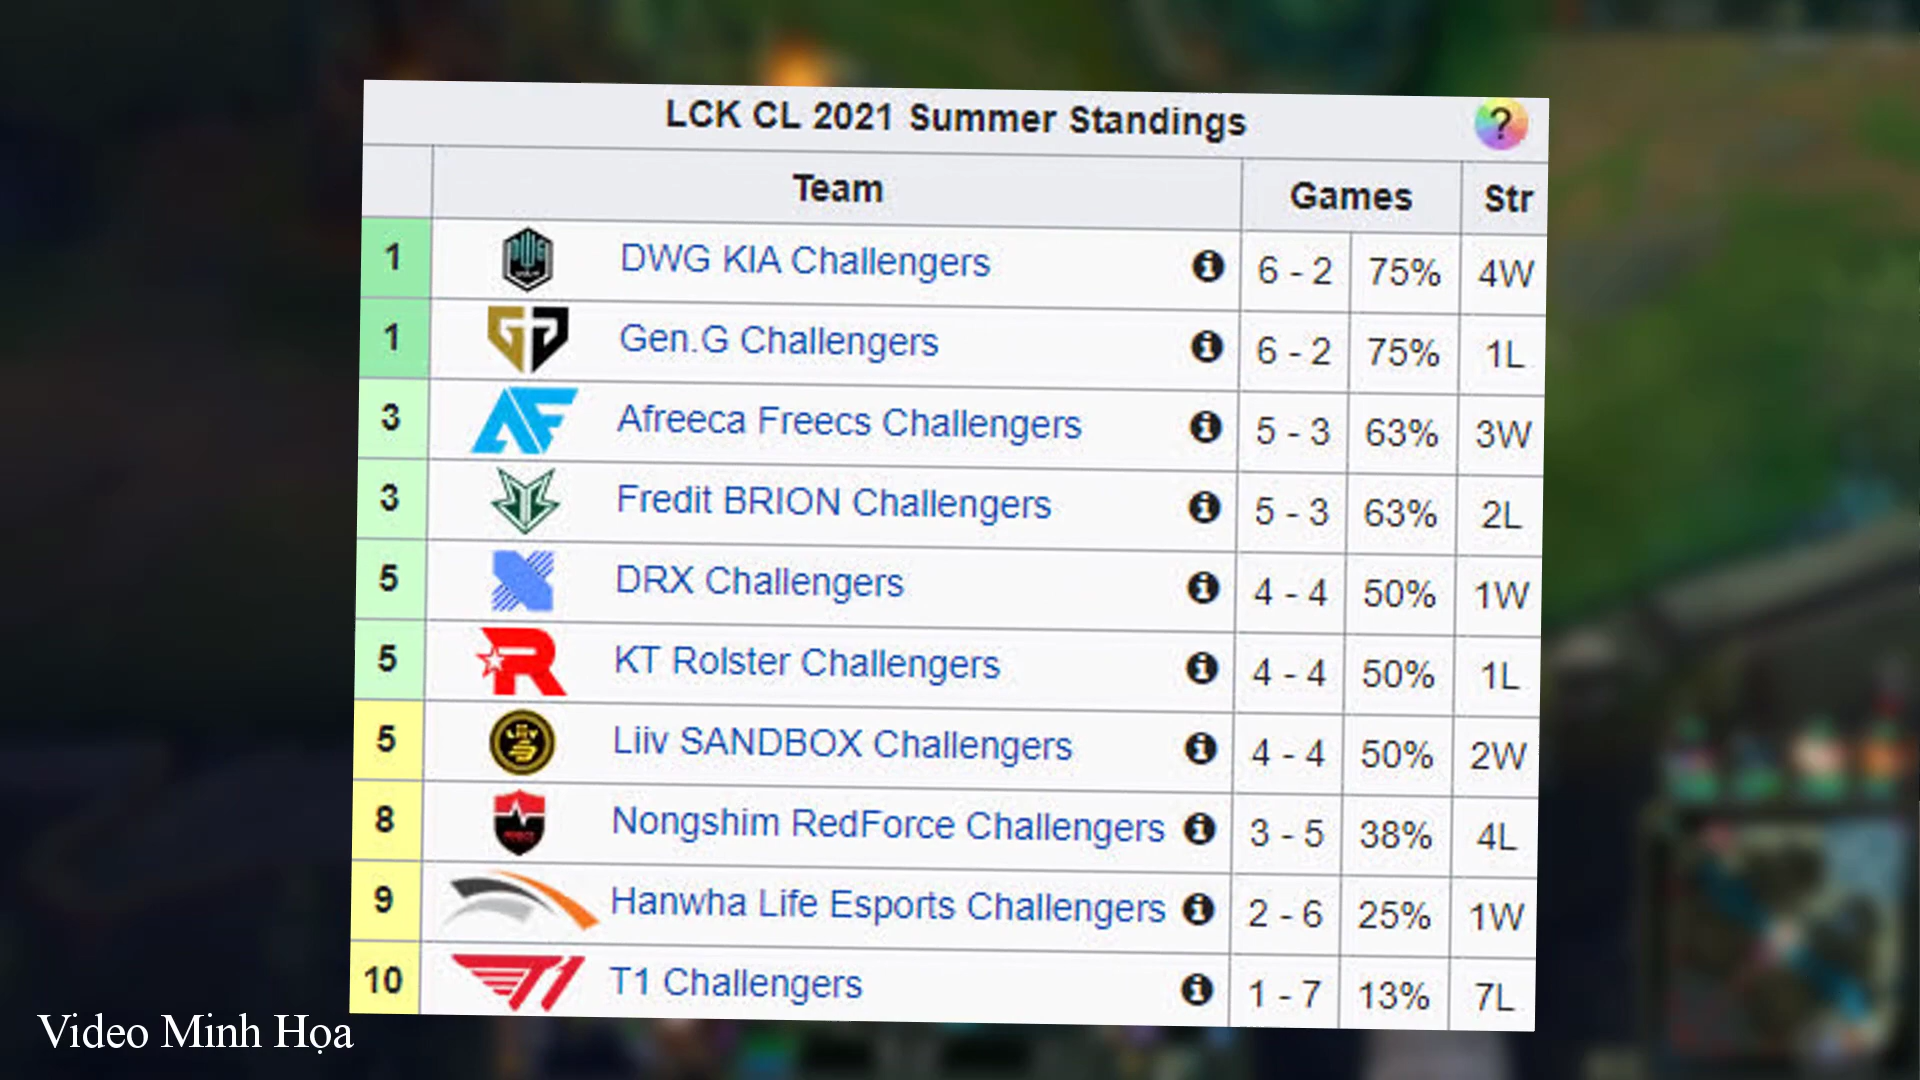 LCK CL 2021 Summer Standings ?
Team Games Str
1 DWG KIA Challengers 6 - 2 75% 4W
1 Gen.G Challengers 6 - 2 75% 1L
3 Afreeca Freecs Challengers 5 - 3 63% 3W
3 Fredit BRION Challengers 5 - 3 63% 2L
5 DRX Challengers 4 - 4 50% 1W
5 KT Rolster Challengers 4 - 4 50% 1L
5 Liiv SANDBOX Challengers 4 - 4 50% 2W
8 Nongshim RedForce Challengers 3 - 5 38% 4L
9 Hanwha Life Esports Challengers 2 - 6 25% 1W
10 T1 Challengers 1 - 7 13% 7L
Video Minh Họa